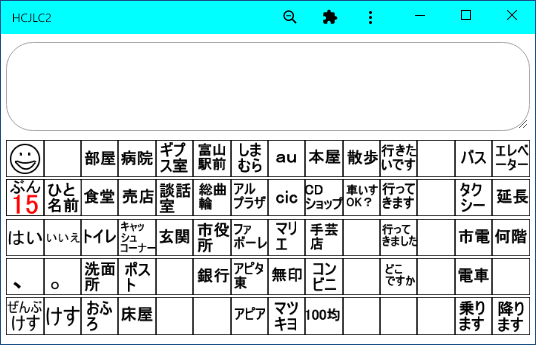 HCJLC2
部屋 病院 ギプス室 富山駅前 しまむら au 本屋 散歩 行きたいです バス エレベーター
ぶん15 ひと名前 食堂 売店 談話室 総曲輪 アルプラザ cic CDショップ 車いすOK？ 行ってきます タクシー 延長
はい いいえ トイレ キャッシュコーナー 玄関 市役所 ファボーレ マリエ 手芸店 行ってきました 市電 何階
、 。 洗面所 ポスト 銀行 アピタ東 無印 コンビニ どこですか 電車
ぜんぶけす けす おふろ 床屋 アピア マツキヨ 100均 乗ります 降ります